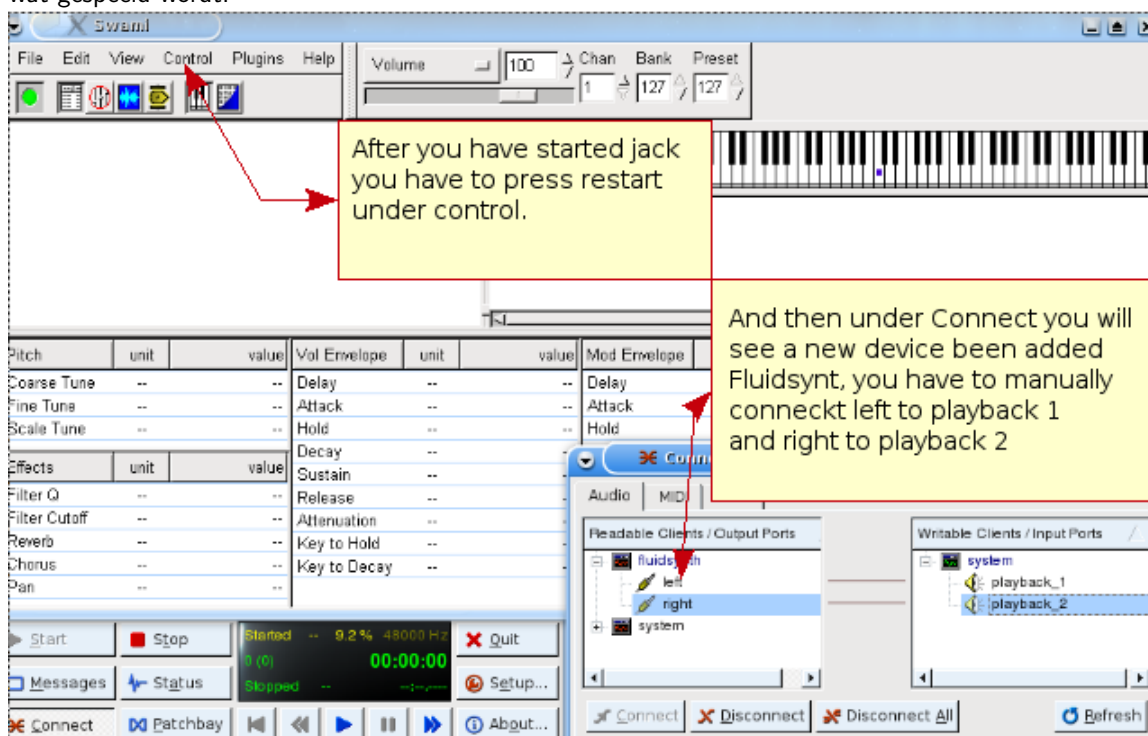 wat gespeeld wordt.
Swami
File Edit View Control Plugins Help
Volume 100
Chan Bank Preset
1 127 127
After you have started jack
you have to press restart
under control.
And then under Connect you will
see a new device been added
Fluidsynt, you have to manually
conneckt left to playback 1
and right to playback 2
Pitch unit value
Coarse Tune -- --
Fine Tune -- --
Scale Tune -- --
Effects unit value
Filter Q -- --
Filter Cutoff -- --
Reverb -- --
Chorus -- --
Pan -- --
Vol Envelope unit value
Delay -- --
Attack -- --
Hold -- --
Decay --
Sustain --
Release --
Attenuation --
Key to Hold --
Key to Decay --
Mod Envelope
Delay
Attack
Hold
Audio MIDI
Readable Clients / Output Ports
fluidsynth
left
right
system
Writable Clients / Input Ports
system
playback_1
playback_2
Connect Disconnect Disconnect All Refresh
Start Stop
Messages Status
Connect Patchbay
Started -- 9.2 % 48000 Hz
0 (0) 00:00:00
Stopped -- --:--.----
Quit
Setup...
About...